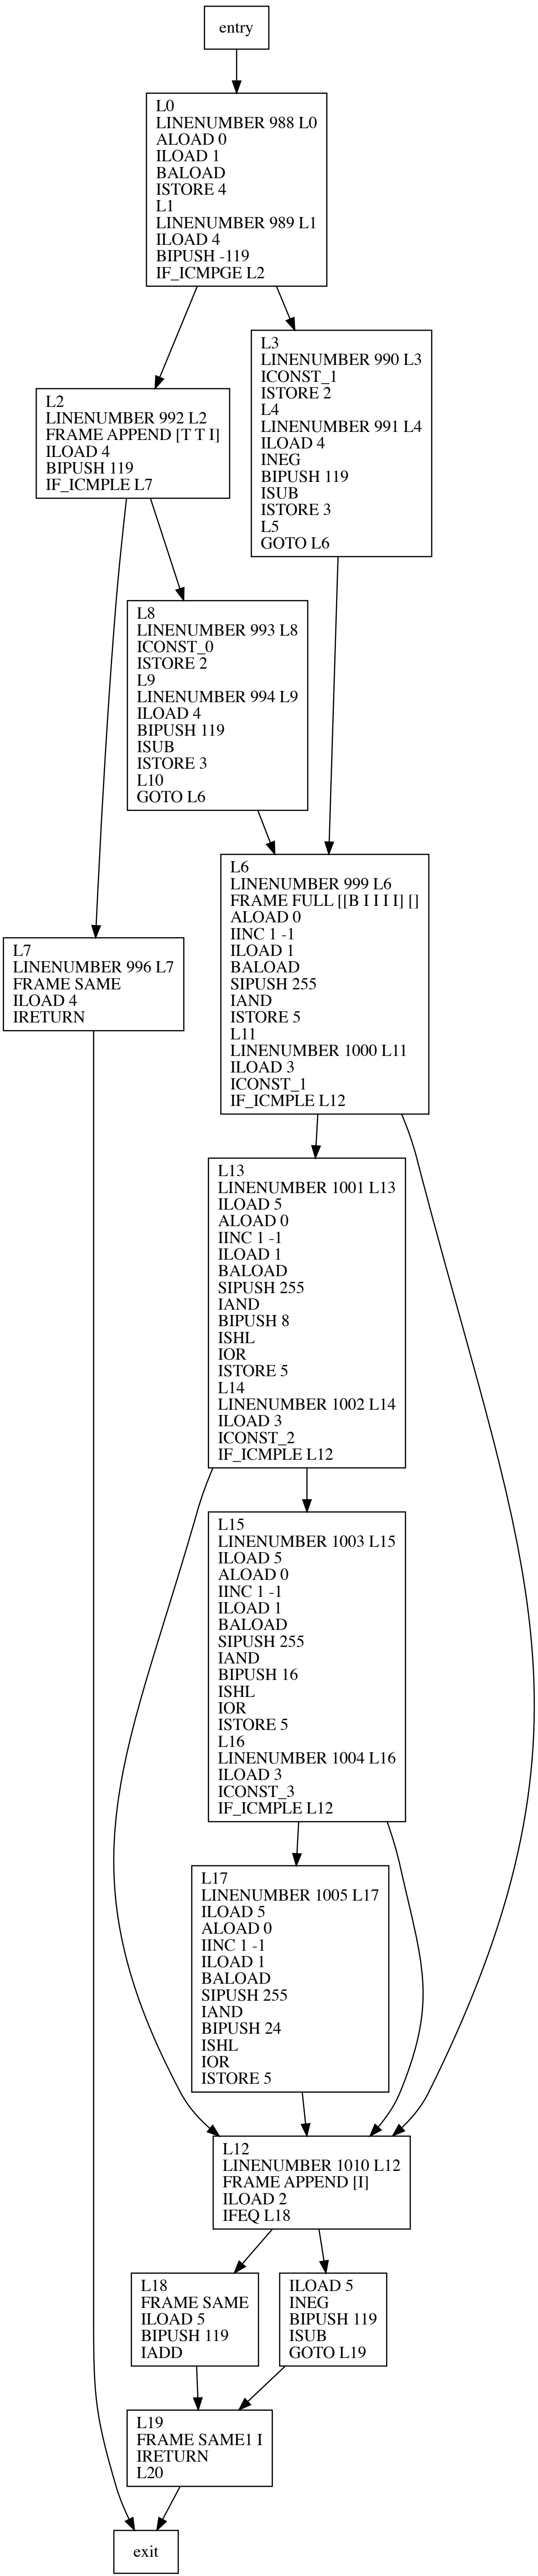 entry
L0
LINENUMBER 988 L0
ALOAD 0
ILOAD 1
BALOAD
ISTORE 4
L1
LINENUMBER 989 L1
ILOAD 4
BIPUSH -119
IF_ICMPGE L2
L3
LINENUMBER 990 L3
ICONST_1
ISTORE 2
L4
LINENUMBER 991 L4
ILOAD 4
INEG
BIPUSH 119
ISUB
ISTORE 3
L5
GOTO L6
L2
LINENUMBER 992 L2
FRAME APPEND [T T I]
ILOAD 4
BIPUSH 119
IF_ICMPLE L7
L8
LINENUMBER 993 L8
ICONST_0
ISTORE 2
L9
LINENUMBER 994 L9
ILOAD 4
BIPUSH 119
ISUB
ISTORE 3
L10
GOTO L6
L6
LINENUMBER 999 L6
FRAME FULL [[B I I I I] []
ALOAD 0
IINC 1 -1
ILOAD 1
BALOAD
SIPUSH 255
IAND
ISTORE 5
L11
LINENUMBER 1000 L11
ILOAD 3
ICONST_1
IF_ICMPLE L12
L7
LINENUMBER 996 L7
FRAME SAME
ILOAD 4
IRETURN
L13
LINENUMBER 1001 L13
ILOAD 5
ALOAD 0
IINC 1 -1
ILOAD 1
BALOAD
SIPUSH 255
IAND
BIPUSH 8
ISHL
IOR
ISTORE 5
L14
LINENUMBER 1002 L14
ILOAD 3
ICONST_2
IF_ICMPLE L12
L15
LINENUMBER 1003 L15
ILOAD 5
ALOAD 0
IINC 1 -1
ILOAD 1
BALOAD
SIPUSH 255
IAND
BIPUSH 16
ISHL
IOR
ISTORE 5
L16
LINENUMBER 1004 L16
ILOAD 3
ICONST_3
IF_ICMPLE L12
L17
LINENUMBER 1005 L17
ILOAD 5
ALOAD 0
IINC 1 -1
ILOAD 1
BALOAD
SIPUSH 255
IAND
BIPUSH 24
ISHL
IOR
ISTORE 5
L12
LINENUMBER 1010 L12
FRAME APPEND [I]
ILOAD 2
IFEQ L18
L18
FRAME SAME
ILOAD 5
BIPUSH 119
IADD
ILOAD 5
INEG
BIPUSH 119
ISUB
GOTO L19
L19
FRAME SAME1 I
IRETURN
L20
exit